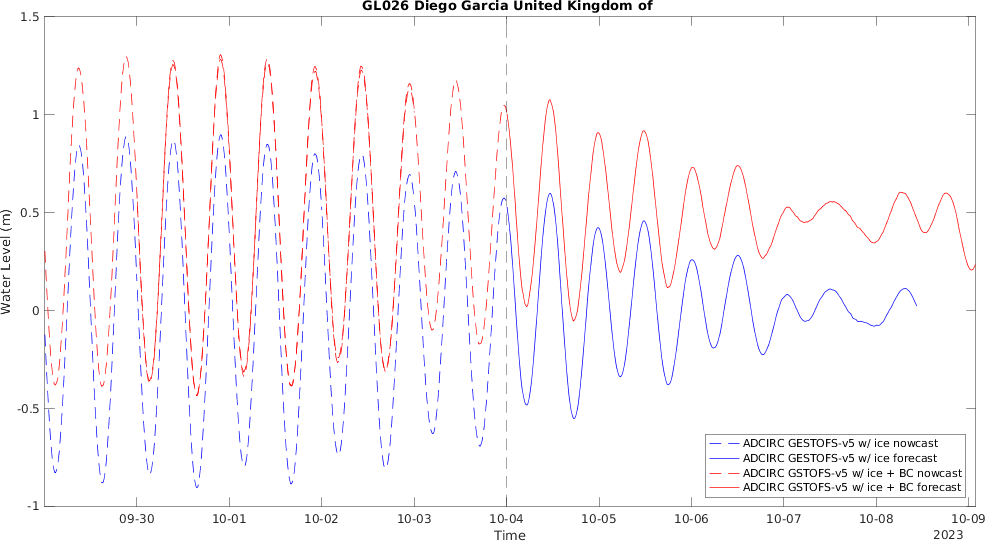 GL026 Diego Garcia United Kingdom of
Water Level (m)
1.5
1
0.5
0
-0.5
-1
ADCIRC GESTOFS-v5 w/ ice nowcast
ADCIRC GESTOFS-v5 w/ ice forecast
ADCIRC GSTOFS-v5 w/ ice + BC nowcast
ADCIRC GSTOFS-v5 w/ ice + BC forecast
09-30 10-01 10-02 10-03 10-04 10-05 10-06 10-07 10-08 10-09
Time
2023